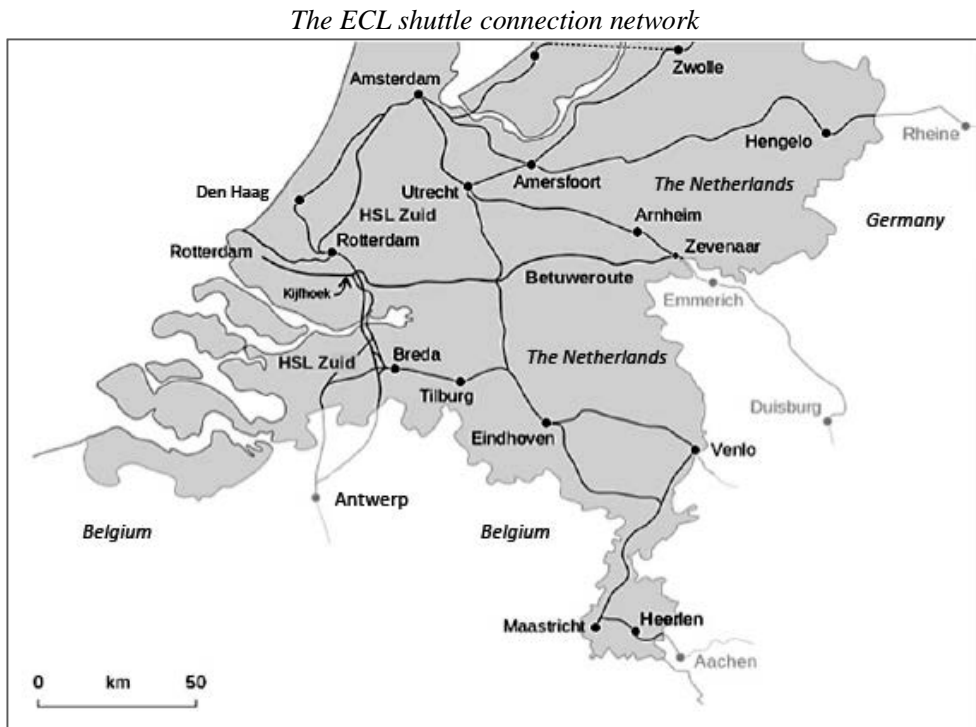 The ECL shuttle connection network
Zwolle
Amsterdam
Hengelo
Rheine
Amersfoort
Utrecht
The Netherlands
Den Haag
HSL Zuid
Arnheim
Germany
Rotterdam
Rotterdam
Zevenaar
Kijfhoek
Betuweroute
Emmerich
HSL Zuid
Breda
The Netherlands
Tilburg
Duisburg
Eindhoven
Venlo
Antwerp
Belgium
Belgium
Maastricht
Heerlen
Aachen
0 km 50